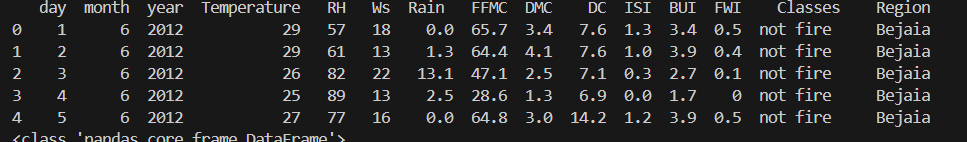 day month year Temperature RH Ws Rain FFMC DMC DC ISI BUI FWI Classes Region
0 1 6 2012 29 57 18 0.0 65.7 3.4 7.6 1.3 3.4 0.5 not fire Bejaia
1 2 6 2012 29 61 13 1.3 64.4 4.1 7.6 1.0 3.9 0.4 not fire Bejaia
2 3 6 2012 26 82 22 13.1 47.1 2.5 7.1 0.3 2.7 0.1 not fire Bejaia
3 4 6 2012 25 89 13 2.5 28.6 1.3 6.9 0.0 1.7 0 not fire Bejaia
4 5 6 2012 27 77 16 0.0 64.8 3.0 14.2 1.2 3.9 0.5 not fire Bejaia
<class 'pandas.core.frame.DataFrame'>